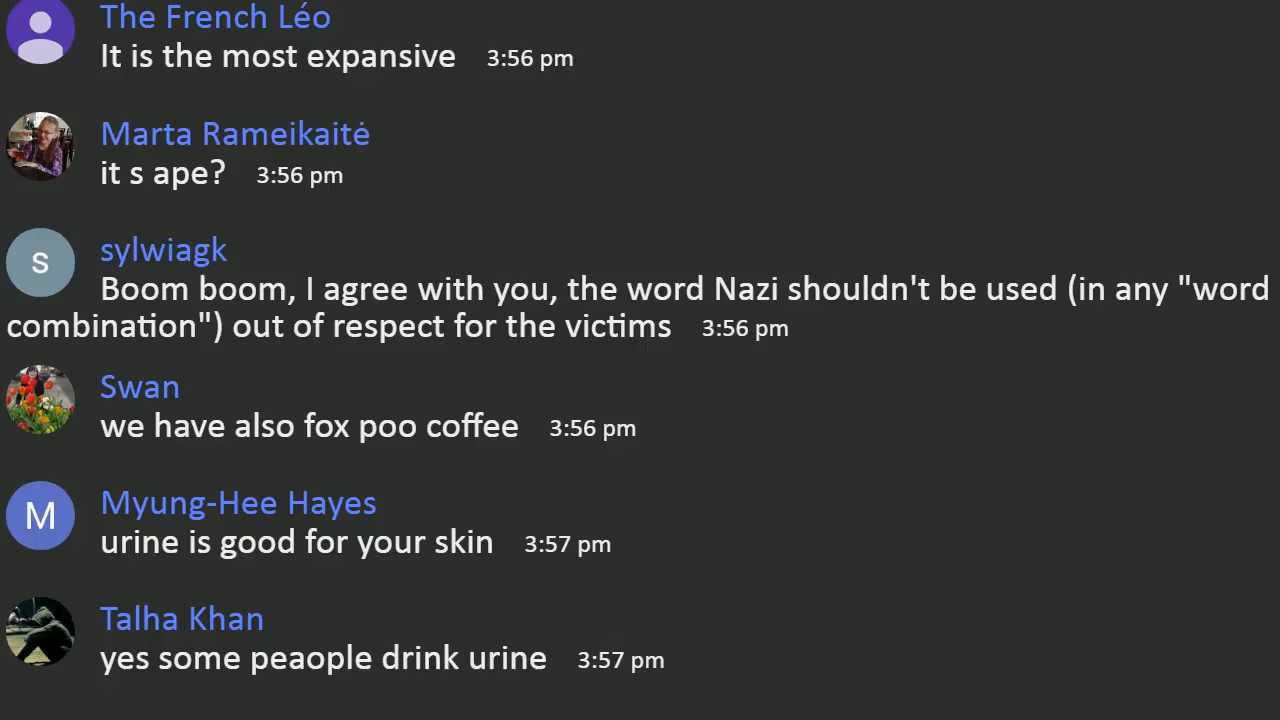 The French Léo
It is the most expansive 3:56 pm
Marta Rameikaitė
it s ape? 3:56 pm
S
sylwiagk
Boom boom, I agree with you, the word Nazi shouldn't be used (in any "word
combination") out of respect for the victims 3:56 pm
Swan
we have also fox poo coffee 3:56 pm
M
Myung-Hee Hayes
urine is good for your skin 3:57 pm
Talha Khan
yes some peaople drink urine 3:57 pm